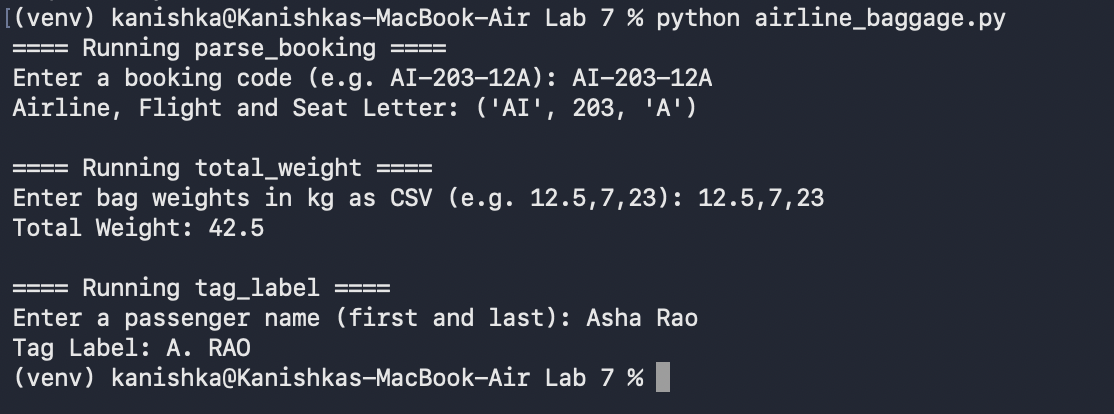 [(venv) kanishka@Kanishkas-MacBook-Air Lab 7 % python airline_baggage.py
==== Running parse_booking ====
Enter a booking code (e.g. AI-203-12A): AI-203-12A
Airline, Flight and Seat Letter: ('AI', 203, 'A')
==== Running total_weight ====
Enter bag weights in kg as CSV (e.g. 12.5,7,23): 12.5,7,23
Total Weight: 42.5
==== Running tag_label ====
Enter a passenger name (first and last): Asha Rao
Tag Label: A. RAO
(venv) kanishka@Kanishkas-MacBook-Air Lab 7 %